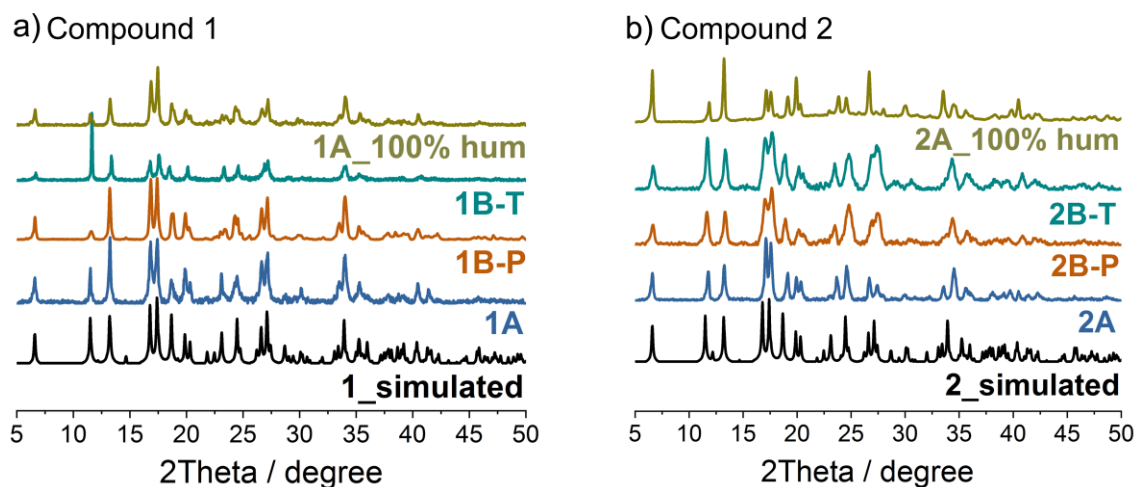 a) Compound 1
1A_100% hum
1B-T
1B-P
1A
1_simulated
5 10 15 20 25 30 35 40 45 50
2Theta / degree
b) Compound 2
2A_100% hum
2B-T
2B-P
2A
2_simulated
5 10 15 20 25 30 35 40 45 50
2Theta / degree